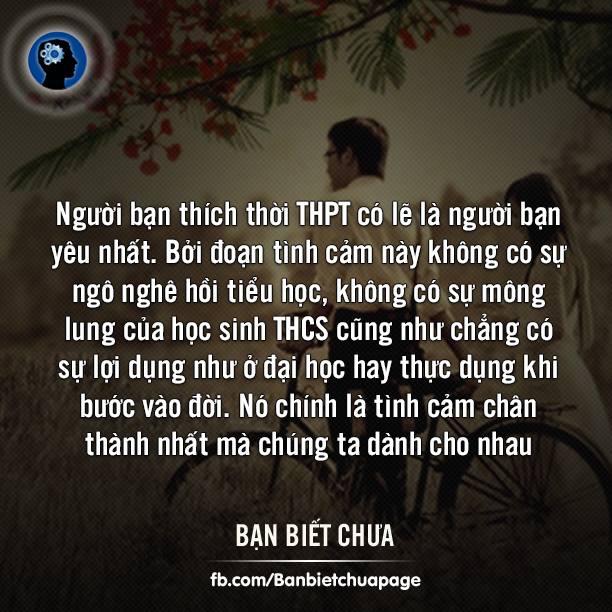 Người bạn thích thời THPT có lẽ là người bạn
yêu nhất. Bởi đoạn tình cảm này không có sự
ngô nghê hồi tiểu học, không có sự mông
lung của học sinh THCS cũng như chẳng có
sự lợi dụng như ở đại học hay thực dụng khi
bước vào đời. Nó chính là tình cảm chân
thành nhất mà chúng ta dành cho nhau
BẠN BIẾT CHƯA
fb.com/Banbietchuapage